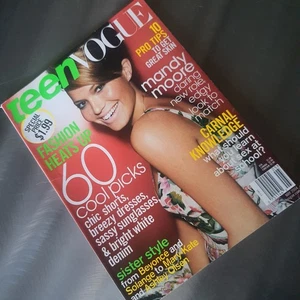 teen VOGUE
SPECIAL
PRICE
$1.99
10
PRO TIPS
TO GET
GREAT SKIN
mandy
moore
daring
new role,
edgy
look to
match
FASHION
HEATS UP
60
cool picks
chic shorts,
breezy dresses,
sassy sunglasses
& bright white
denim
CARNAL
KNOWLEDGE
what should
you learn
about sex at
school?
sister style
from Beyoncé and
Solange to Mary-Kate
and Ashley Olsen